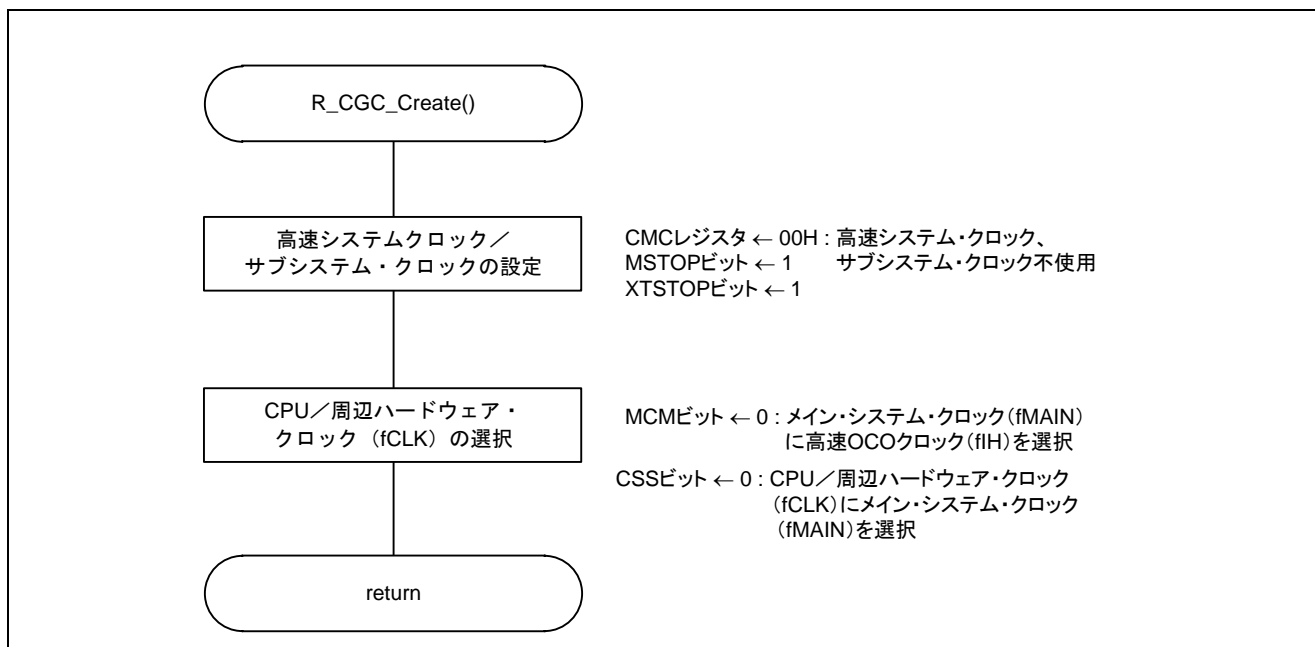 R_CGC_Create()
高速システムクロック／
サブシステム・クロックの設定
CMCレジスタ ← 00H : 高速システム・クロック、
MSTOPビット ← 1 サブシステム・クロック不使用
XTSTOPビット ← 1
CPU／周辺ハードウェア・
クロック（fCLK）の選択
MCMビット ← 0 : メイン・システム・クロック(fMAIN)
に高速OCOクロック(fIH)を選択
CSSビット ← 0 : CPU／周辺ハードウェア・クロック
(fCLK)にメイン・システム・クロック
(fMAIN)を選択
return